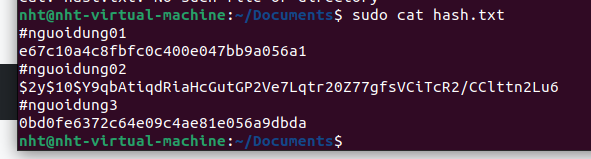 cat: hash.txt: No such file or directory
nht@nht-virtual-machine:~/Documents$ sudo cat hash.txt
#nguoidung01
e67c10a4c8fbfc0c400e047bb9a056a1
#nguoidung02
$2y$10$Y9qbAtiqdRiaHcGutGP2Ve7Lqtr20Z77gfsVCiTcR2/CClttn2Lu6
#nguoidung3
0bd0fe6372c64e09c4ae81e056a9dbda
nht@nht-virtual-machine:~/Documents$